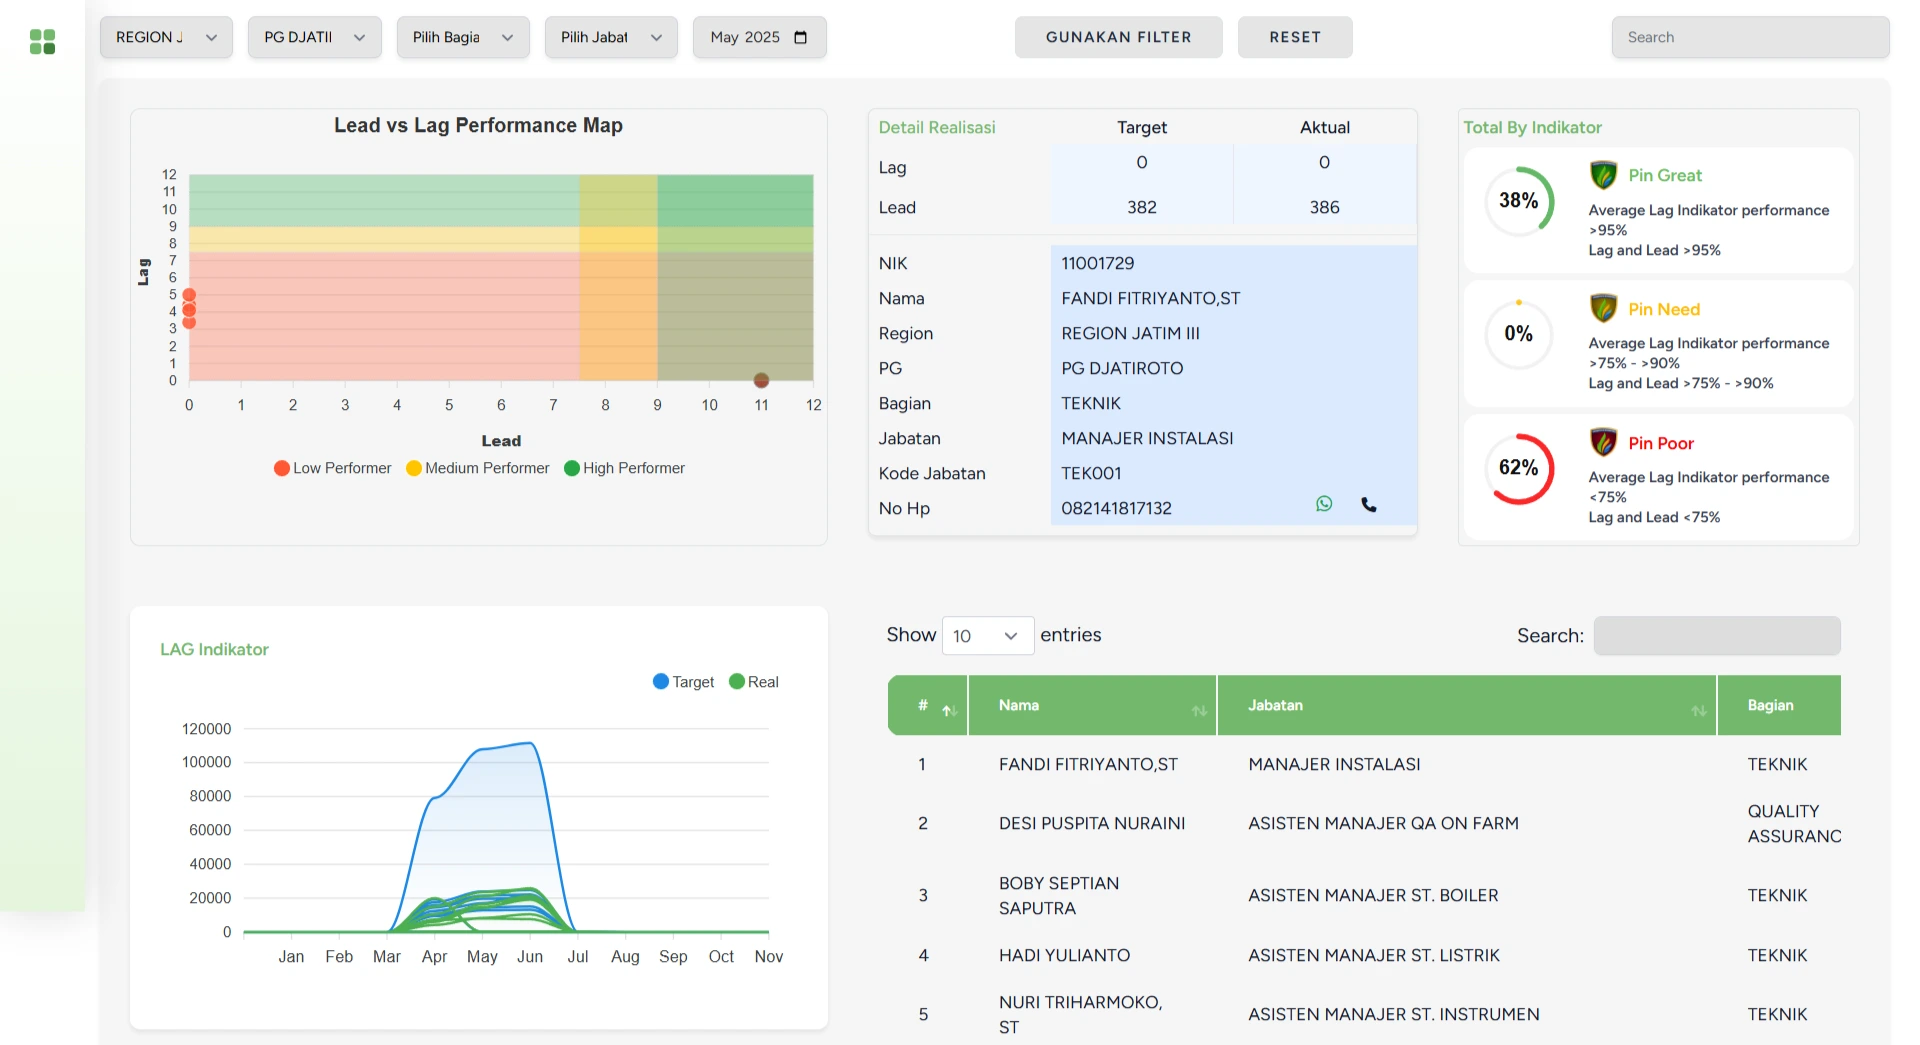 REGION J
PG DJATII
Pilih Bagia
Pilih Jabat
May 2025
GUNAKAN FILTER
RESET
Search
Lead vs Lag Performance Map
12
11
10
9
8
7
6
5
4
3
2
1
0
Lag
0 1 2 3 4 5 6 7 8 9 10 11 12
Lead
Low Performer Medium Performer High Performer
Detail Realisasi Target Aktual
Lag 0 0
Lead 382 386
NIK 11001729
Nama FANDI FITRIYANTO,ST
Region REGION JATIM III
PG PG DJATIROTO
Bagian TEKNIK
Jabatan MANAJER INSTALASI
Kode Jabatan TEK001
No Hp 082141817132
Total By Indikator
38%
Pin Great
Average Lag Indikator performance
>95%
Lag and Lead >95%
0%
Pin Need
Average Lag Indikator performance
>75% - >90%
Lag and Lead >75% - >90%
62%
Pin Poor
Average Lag Indikator performance
<75%
Lag and Lead <75%
LAG Indikator
Target Real
120000
100000
80000
60000
40000
20000
0
Jan Feb Mar Apr May Jun Jul Aug Sep Oct Nov
Show 10 entries
Search:
# Nama Jabatan Bagian
1 FANDI FITRIYANTO,ST MANAJER INSTALASI TEKNIK
2 DESI PUSPITA NURAINI ASISTEN MANAJER QA ON FARM QUALITY
ASSURANC
3 BOBY SEPTIAN
SAPUTRA ASISTEN MANAJER ST. BOILER TEKNIK
4 HADI YULIANTO ASISTEN MANAJER ST. LISTRIK TEKNIK
5 NURI TRIHARMOKO,
ST ASISTEN MANAJER ST. INSTRUMEN TEKNIK